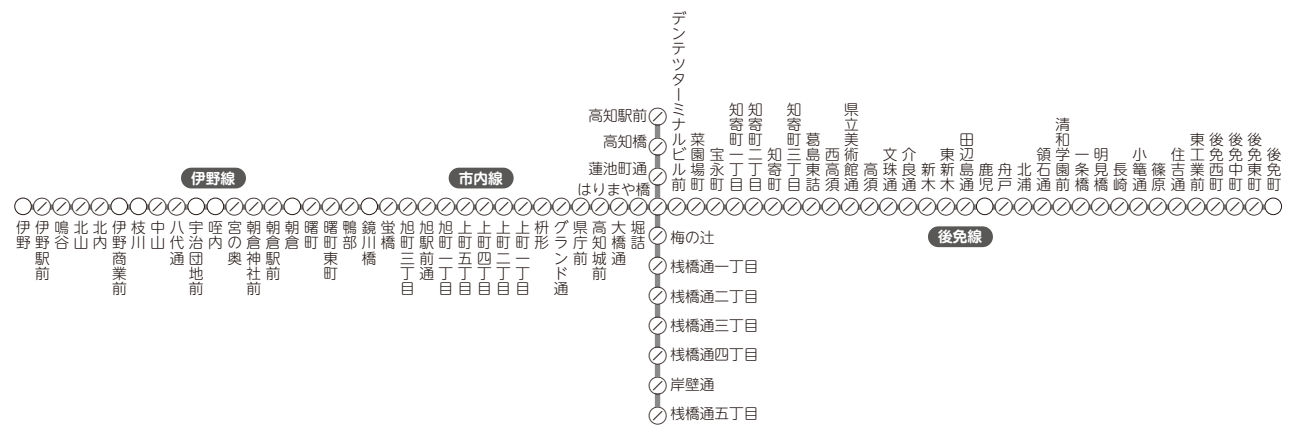 デンテツターミナルビル前
高知駅前
高知橋
蓮池町通
はりまや橋
菜園場町
宝永町
知寄町一丁目
知寄町二丁目
知寄町
知寄町三丁目
葛島東詰
西高須
県立美術館通
高須
文珠通
介良通
新木
東新木
田辺島通
鹿児
舟戸
北浦
領石通
清和学園前
一条橋
明見橋
長崎
小篭通
篠原
住吉通
東工業前
後免西町
後免中町
後免東町
後免町
伊野線
市内線
伊野
伊野駅前
鳴谷
北山
北内
伊野商業前
枝川
中山
八代通
宇治団地前
咥内
宮の奥
朝倉神社前
朝倉駅前
朝倉
曙町
曙町東町
鴨部
鏡川橋
蛍橋
旭町三丁目
旭駅前通
旭町一丁目
上町五丁目
上町四丁目
上町二丁目
上町一丁目
枡形
グランド通
県庁前
高知城前
大橋通
堀詰
後免線
梅の辻
桟橋通一丁目
桟橋通二丁目
桟橋通三丁目
桟橋通四丁目
岸壁通
桟橋通五丁目